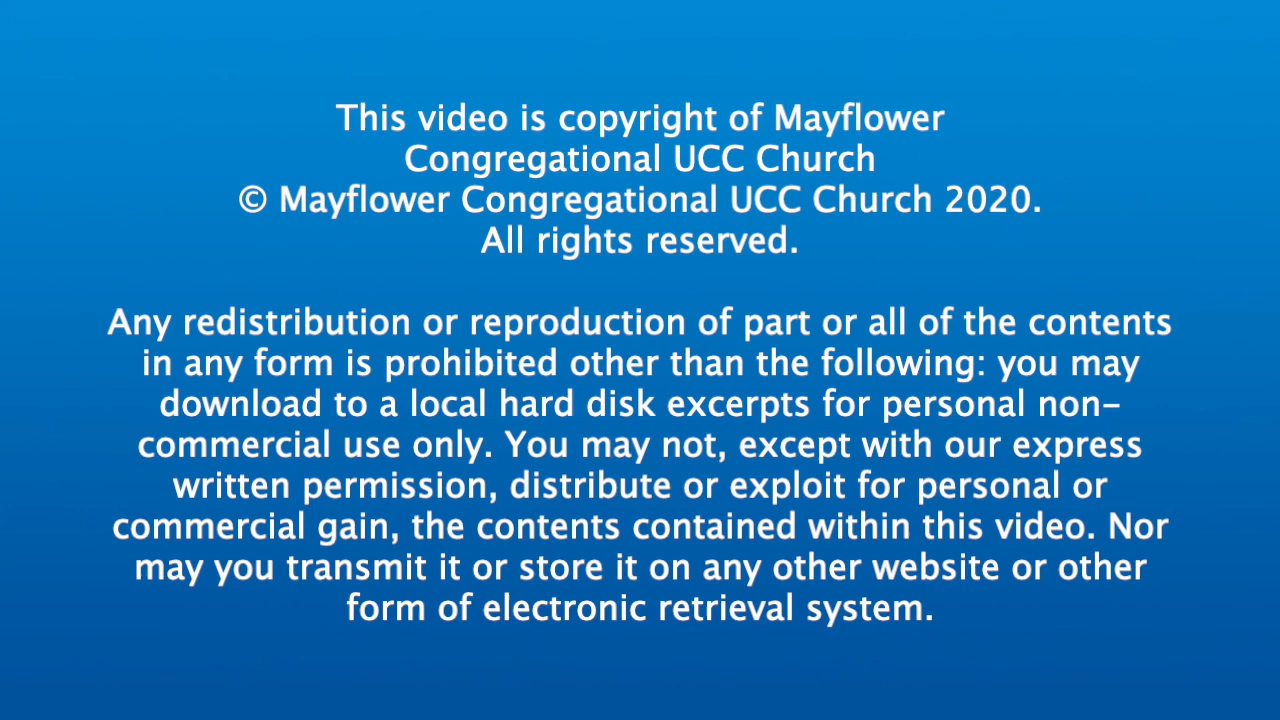 This video is copyright of Mayflower
Congregational UCC Church
© Mayflower Congregational UCC Church 2020.
All rights reserved.
Any redistribution or reproduction of part or all of the contents
in any form is prohibited other than the following: you may
download to a local hard disk excerpts for personal non-
commercial use only. You may not, except with our express
written permission, distribute or exploit for personal or
commercial gain, the contents contained within this video. Nor
may you transmit it or store it on any other website or other
form of electronic retrieval system.